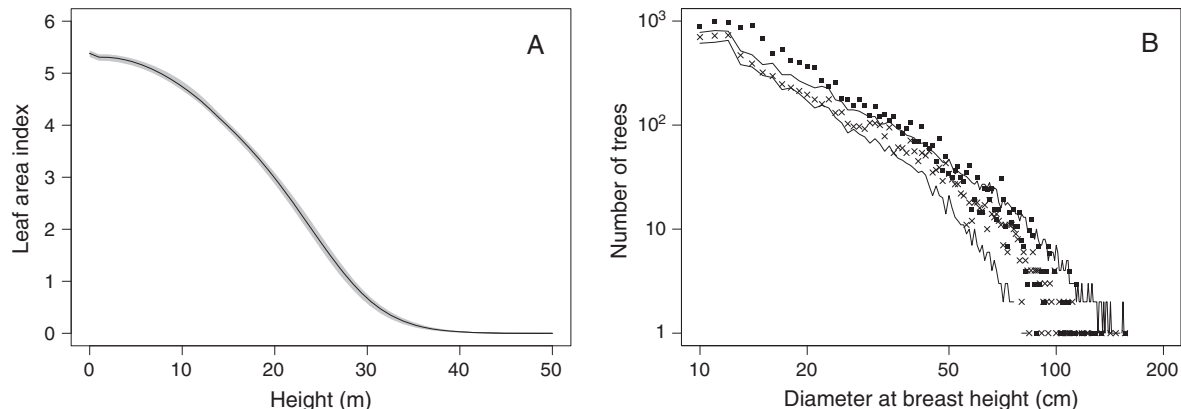 A
Leaf area index
6
5
4
3
2
1
0
0 10 20 30 40 50
Height (m)
B
Number of trees
10³
10²
10
1
10 20 50 100 200
Diameter at breast height (cm)